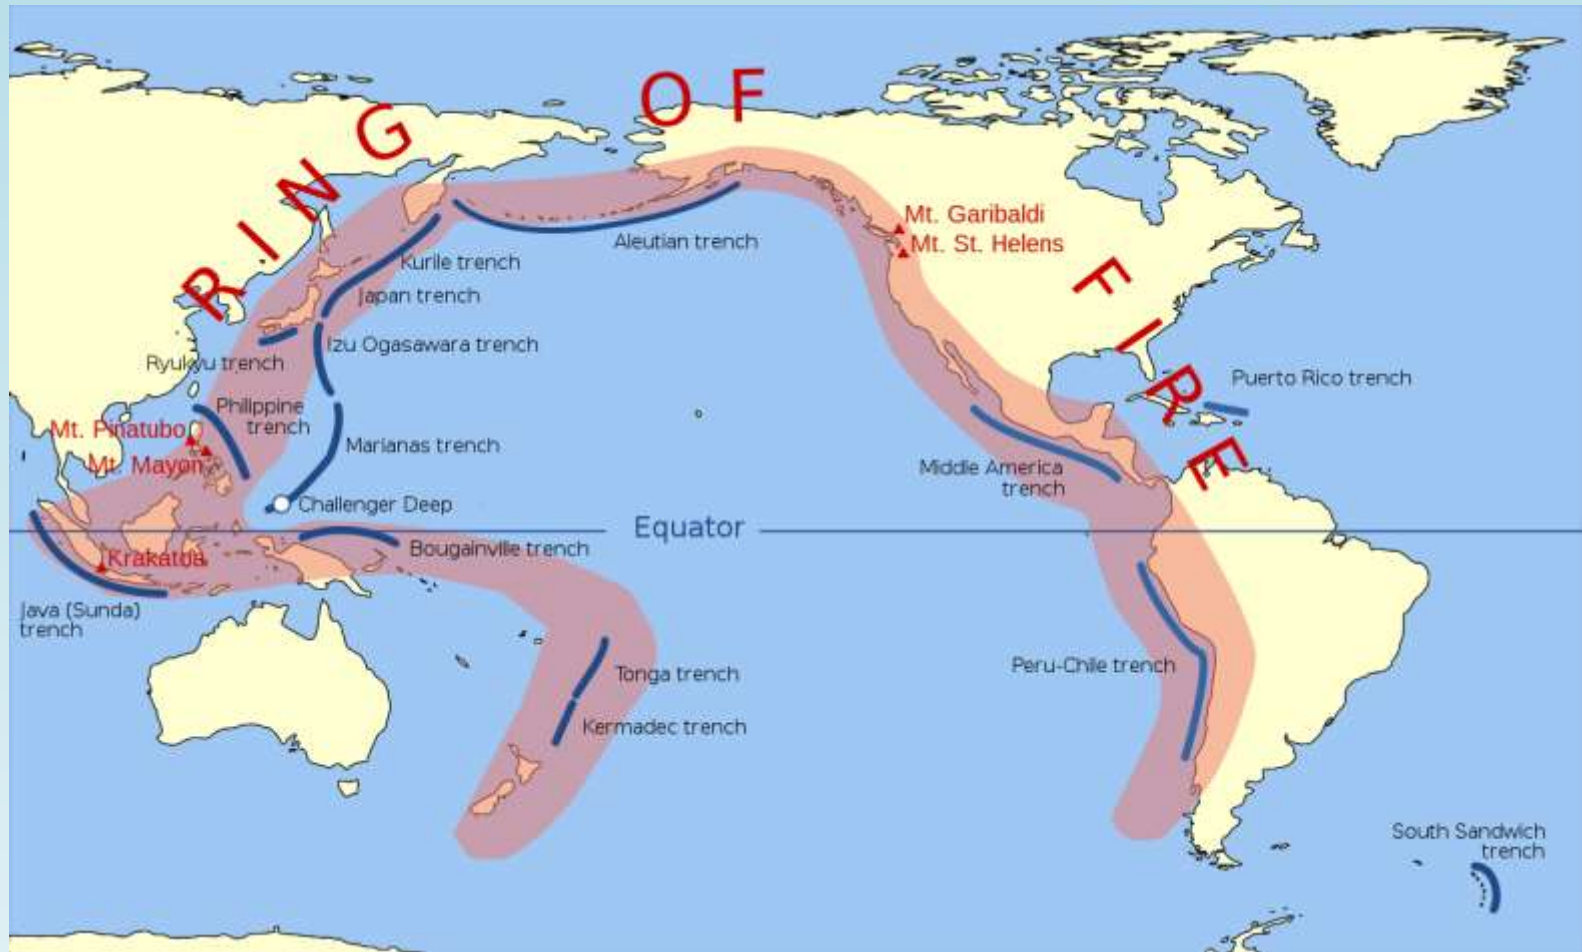 RING OF FIRE
Mt. Garibaldi
Mt. St. Helens
Aleutian trench
Kurile trench
Japan trench
Izu Ogasawara trench
Ryukyu trench
Puerto Rico trench
Philippine
trench
Mt. Pinatubo
Marianas trench
Mt. Mayon
Middle America
trench
Challenger Deep
Equator
Bougainville trench
Krakatoa
Java (Sunda)
trench
Peru-Chile trench
Tonga trench
Kermadec trench
South Sandwich
trench